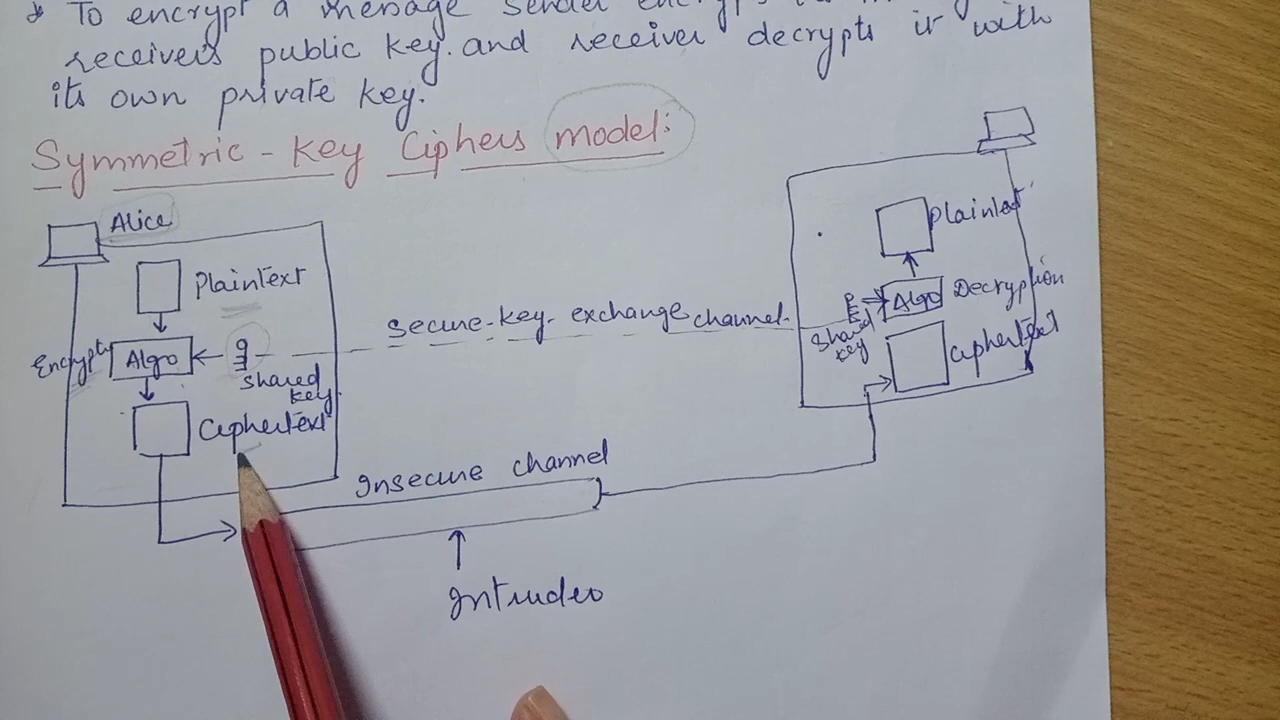 * To encrypt a message sender
receivers public key. and receiver decrypts it with
its own private key.
Symmetric-Key Ciphers model:
Alice
Plaintext
Encrypt
Algo
shared
key.
Ciphertext
Secure-key-exchange channel.
Plaintext
Algo
Decryption
Shared
key
Ciphertext
Insecure channel
Intruder